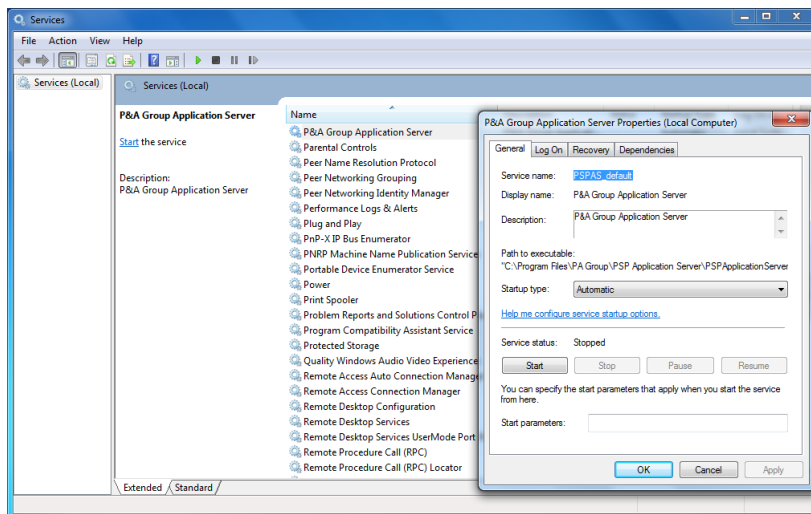 Services
File Action View Help
Services (Local)
Services (Local)
P&A Group Application Server
Start the service
Description:
P&A Group Application Server
Name
P&A Group Application Server
Parental Controls
Peer Name Resolution Protocol
Peer Networking Grouping
Peer Networking Identity Manager
Performance Logs & Alerts
Plug and Play
PnP-X IP Bus Enumerator
PNRP Machine Name Publication Service
Portable Device Enumerator Service
Power
Print Spooler
Problem Reports and Solutions Control P
Program Compatibility Assistant Service
Protected Storage
Quality Windows Audio Video Experience
Remote Access Auto Connection Manage
Remote Access Connection Manager
Remote Desktop Configuration
Remote Desktop Services
Remote Desktop Services UserMode Port
Remote Procedure Call (RPC)
Remote Procedure Call (RPC) Locator
Extended Standard
P&A Group Application Server Properties (Local Computer)
General Log On Recovery Dependencies
Service name: PSPAS_default
Display name: P&A Group Application Server
Description: P&A Group Application Server
Path to executable:
"C:\Program Files\PA Group\PSP Application Server\PSPApplicationServer
Startup type: Automatic
Help me configure service startup options.
Service status: Stopped
Start Stop Pause Resume
You can specify the start parameters that apply when you start the service
from here.
Start parameters:
OK Cancel Apply